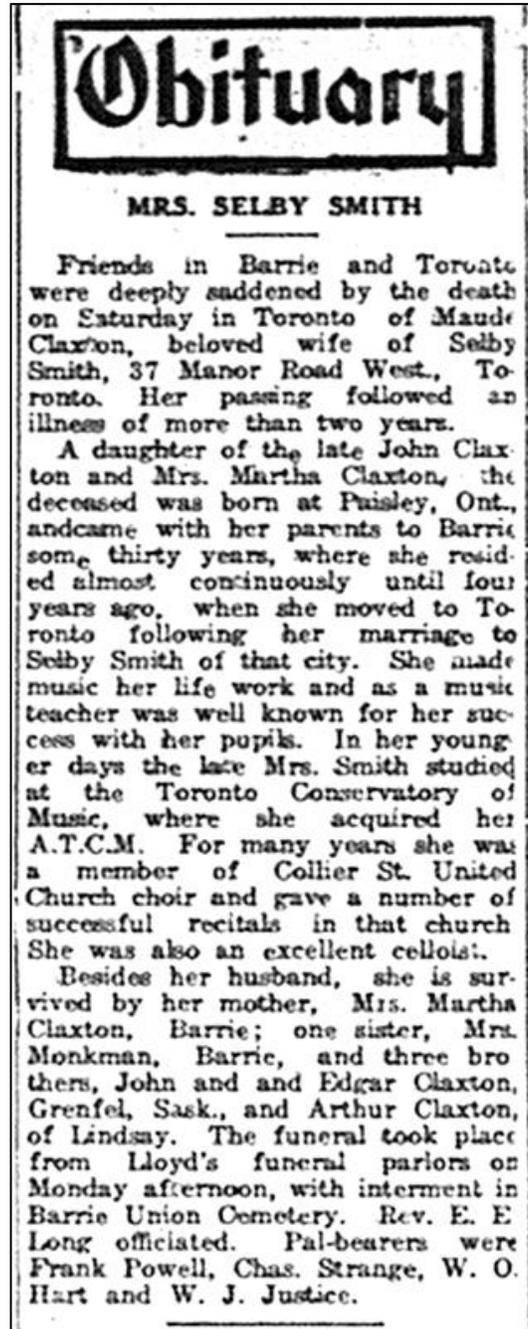 Obituary
MRS. SELBY SMITH
Friends in Barrie and Toronto
were deeply saddened by the death
on Saturday in Toronto of Maude
Claxton, beloved wife of Selby
Smith, 37 Manor Road West., To-
ronto. Her passing followed an
illness of more than two years.
A daughter of the late John Clax-
ton and Mrs. Martha Claxton, the
deceased was born at Paisley, Ont.,
andcame with her parents to Barrie
some thirty years, where she resid-
ed almost continuously until four
years ago, when she moved to To-
ronto following her marriage to
Selby Smith of that city. She made
music her life work and as a music
teacher was well known for her suc-
cess with her pupils. In her young-
er days the late Mrs. Smith studied
at the Toronto Conservatory of
Music, where she acquired her
A.T.C.M. For many years she was
a member of Collier St. United
Church choir and gave a number of
successful recitals in that church
She was also an excellent celloist.
Besides her husband, she is sur-
vived by her mother, Mrs. Martha
Claxton, Barrie; one sister, Mrs.
Monkman, Barrie, and three bro
thers, John and and Edgar Claxton,
Grenfel, Sask., and Arthur Claxton,
of Lindsay. The funeral took place
from Lloyd's funeral parlors on
Monday afternoon, with interment in
Barrie Union Cemetery. Rev. E. E
Long officiated. Pal-bearers were
Frank Powell, Chas. Strange, W. O.
Hart and W. J. Justice.